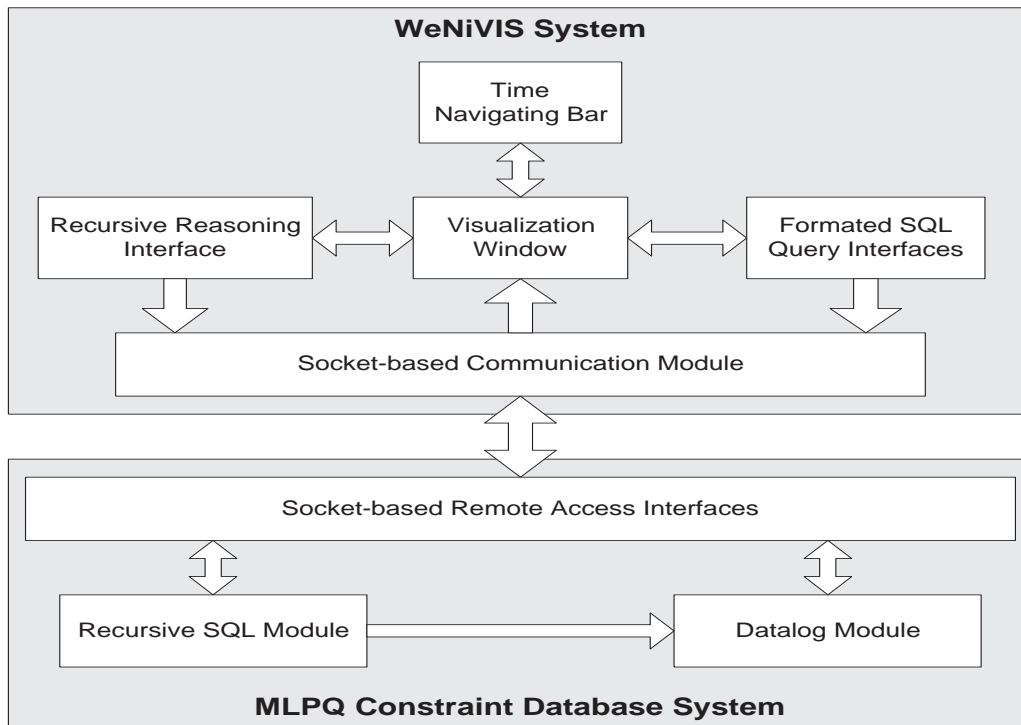 WeNiVIS System
Time
Navigating Bar
Recursive Reasoning
Interface
Visualization
Window
Formated SQL
Query Interfaces
Socket-based Communication Module
Socket-based Remote Access Interfaces
Recursive SQL Module
Datalog Module
MLPQ Constraint Database System